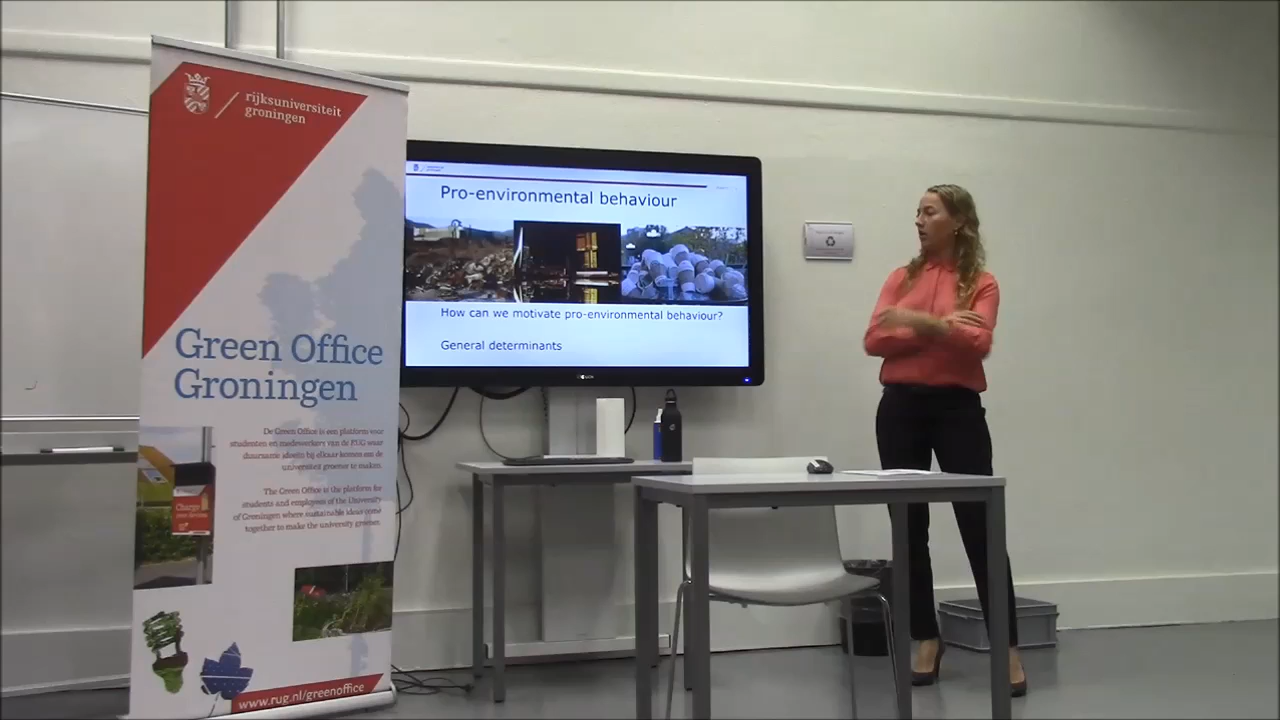 rijksuniversiteit
groningen
Green Office
Groningen
De Green Office is een platform voor
studenten en medewerkers van de RUG waar
duurzame ideeën bij elkaar komen om de
universiteit groener te maken.
The Green Office is the platform for
students and employees of the University
of Groningen where sustainable ideas come
together to make the university greener.
www.rug.nl/greenoffice
Pro-environmental behaviour
How can we motivate pro-environmental behaviour?
General determinants